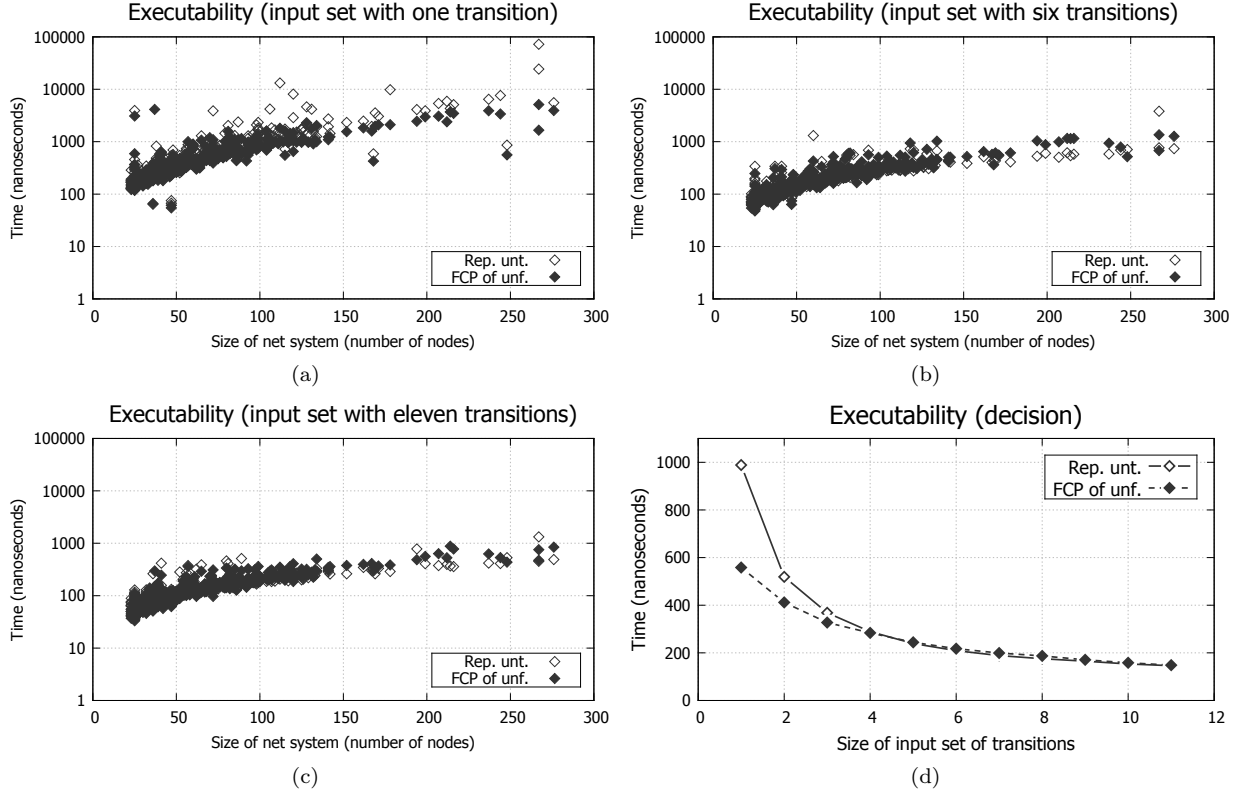 Executability (input set with one transition)
100000
10000
1000
100
10
1
Time (nanoseconds)
Rep. unt.
FCP of unf.
0 50 100 150 200 250 300
Size of net system (number of nodes)
(a)
Executability (input set with six transitions)
100000
10000
1000
100
10
1
Time (nanoseconds)
Rep. unt.
FCP of unf.
0 50 100 150 200 250 300
Size of net system (number of nodes)
(b)
Executability (input set with eleven transitions)
100000
10000
1000
100
10
1
Time (nanoseconds)
Rep. unt.
FCP of unf.
0 50 100 150 200 250 300
Size of net system (number of nodes)
(c)
Executability (decision)
1000
800
600
400
200
0
Time (nanoseconds)
Rep. unt.
FCP of unf.
0 2 4 6 8 10 12
Size of input set of transitions
(d)